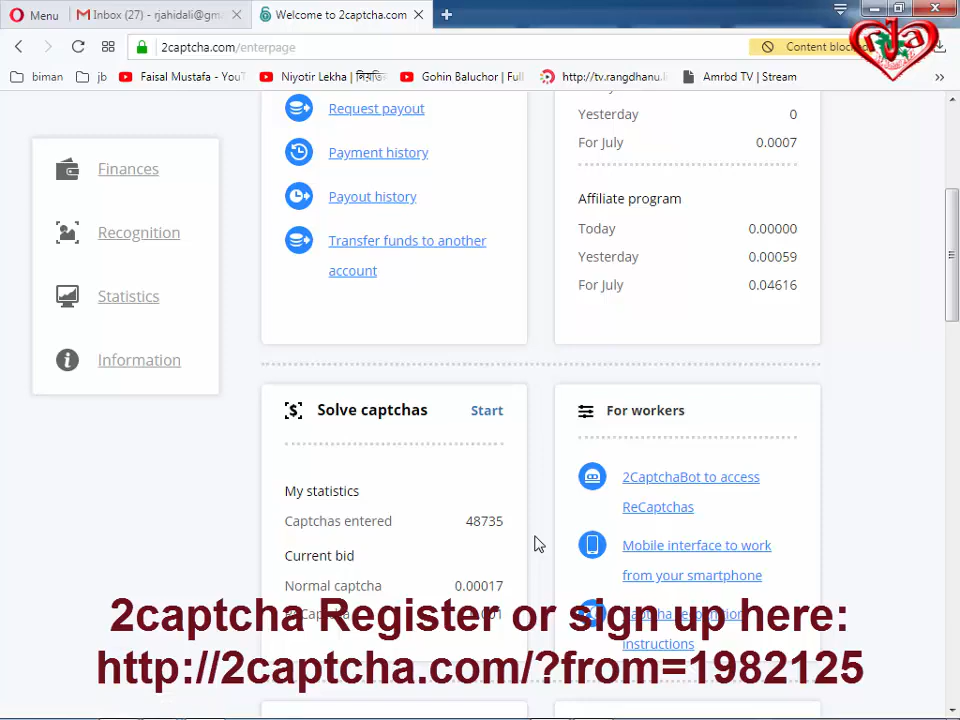 Menu
Inbox (27) - rjahidali@gm
Welcome to 2captcha.com
2captcha.com/enterpage
Content block
biman
jb
Faisal Mustafa - YouT
Niyotir Lekha |
Gohin Baluchor | Full
http://tv.rangdhanu.li
Amrbd TV | Stream
»
rja
Finances
Recognition
Statistics
Information
Request payout
Payment history
Payout history
Transfer funds to another
account
Yesterday 0
For July 0.0007
Affiliate program
Today 0.00000
Yesterday 0.00059
For July 0.04616
Solve captchas Start
My statistics
Captchas entered 48735
Current bid
Normal captcha 0.00017
For workers
2CaptchaBot to access
ReCaptchas
Mobile interface to work
from your smartphone
instructions
2captcha Register or sign up here:
http://2captcha.com/?from=1982125